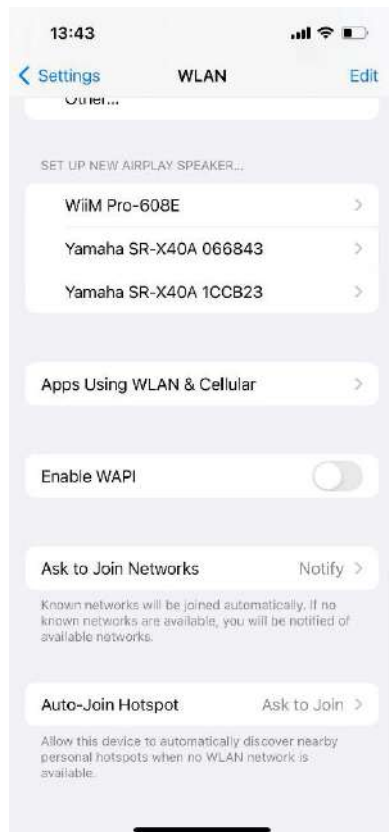 13:43
Settings
WLAN
Edit
Other...
SET UP NEW AIRPLAY SPEAKER...
WiiM Pro-608E
Yamaha SR-X40A 066843
Yamaha SR-X40A 1CCB23
Apps Using WLAN & Cellular
Enable WAPI
Ask to Join Networks
Notify
Known networks will be joined automatically. If no
known networks are available, you will be notified of
available networks.
Auto-Join Hotspot
Ask to Join
Allow this device to automatically discover nearby
personal hotspots when no WLAN network is
available.